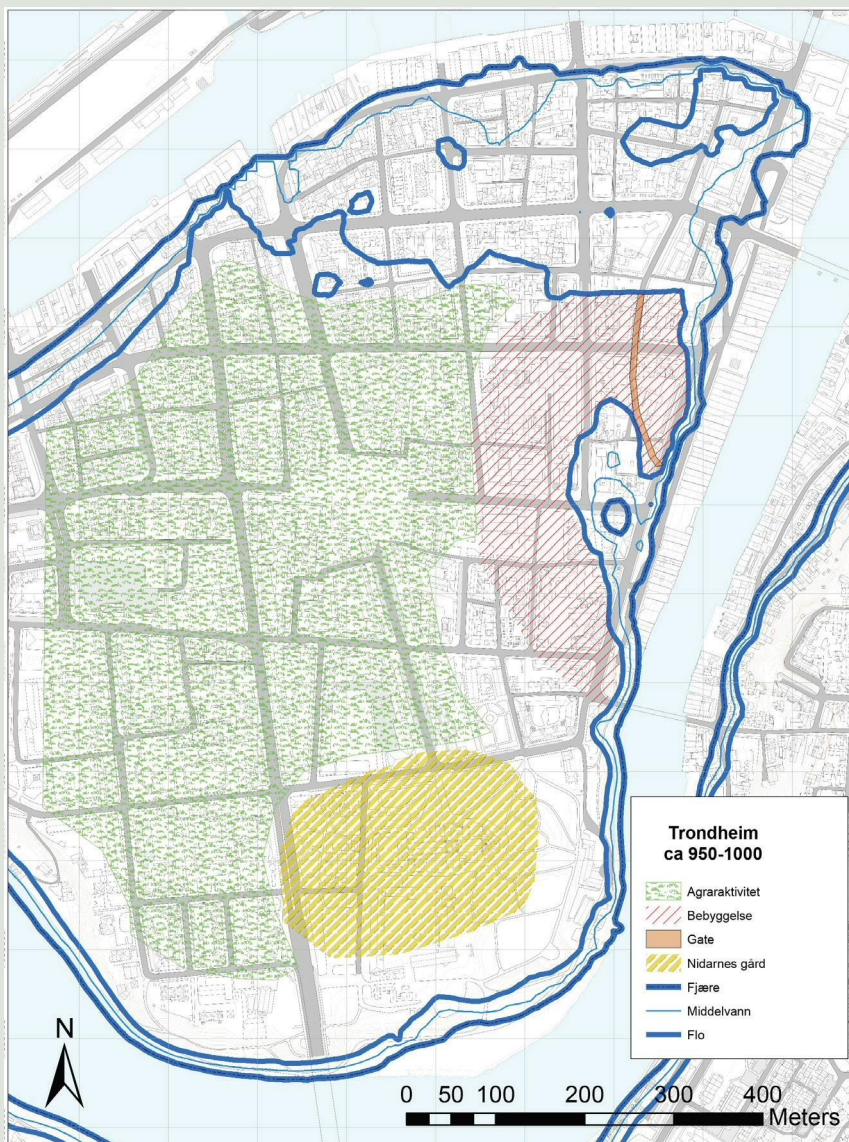 Trondheim
ca 950-1000
Agraraktivitet
Bebyggelse
Gate
Nidarnes gård
Fjære
Middelvann
Flo
N
0 50 100 200 300 400
Meters